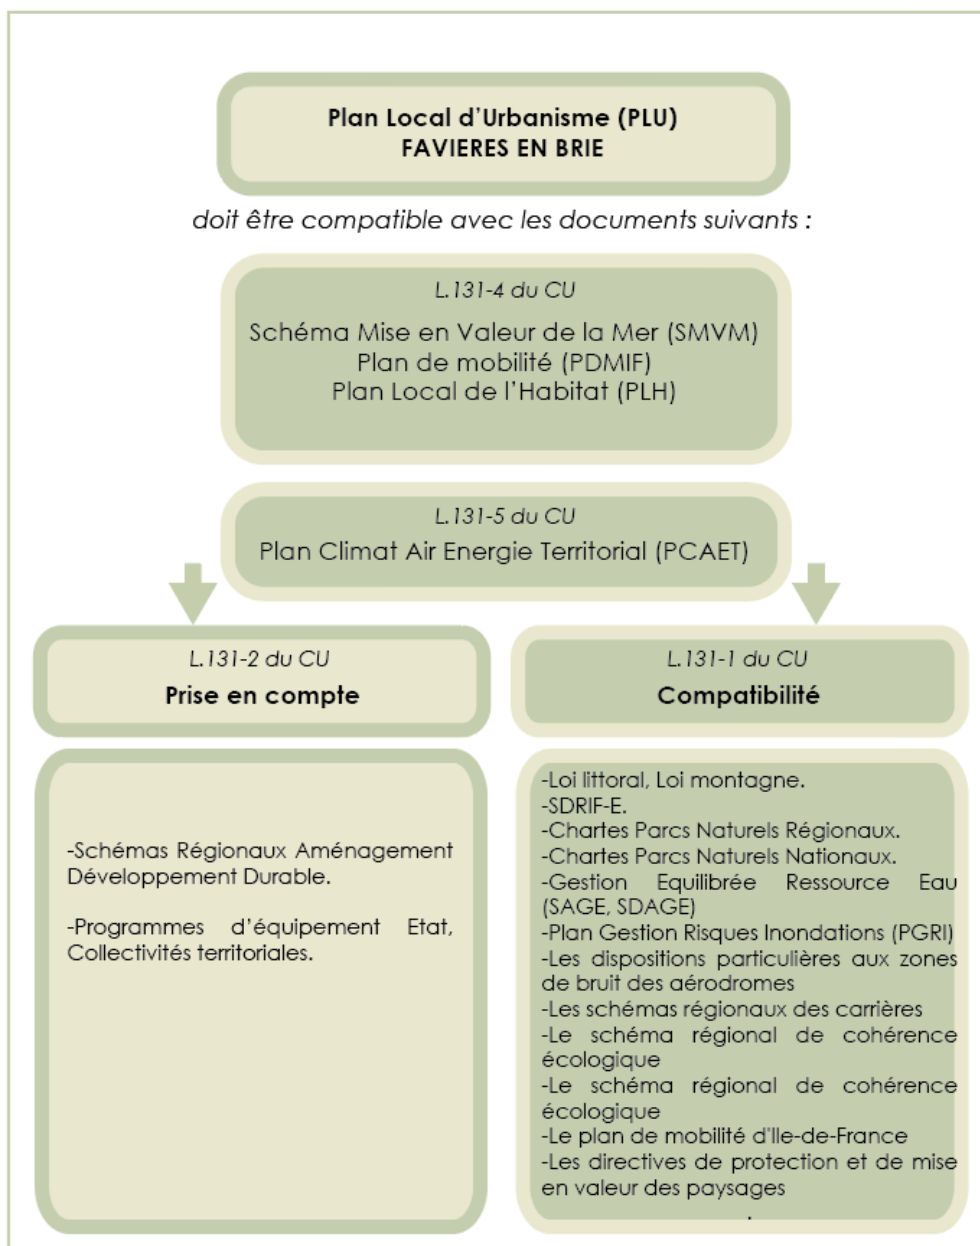 Plan Local d'Urbanisme (PLU)
FAVIERES EN BRIE
doit être compatible avec les documents suivants :
L.131-4 du CU
Schéma Mise en Valeur de la Mer (SMVM)
Plan de mobilité (PDMIF)
Plan Local de l'Habitat (PLH)
L.131-5 du CU
Plan Climat Air Energie Territorial (PCAET)
L.131-2 du CU
Prise en compte
-Schémas Régionaux Aménagement
Développement Durable.
-Programmes d'équipement Etat,
Collectivités territoriales.
L.131-1 du CU
Compatibilité
-Loi littoral, Loi montagne.
-SDRIF-E.
-Chartes Parcs Naturels Régionaux.
-Chartes Parcs Naturels Nationaux.
-Gestion Equilibrée Ressource Eau
(SAGE, SDAGE)
-Plan Gestion Risques Inondations (PGRI)
-Les dispositions particulières aux zones
de bruit des aérodromes
-Les schémas régionaux des carrières
-Le schéma régional de cohérence
écologique
-Le schéma régional de cohérence
écologique
-Le plan de mobilité d'Ile-de-France
-Les directives de protection et de mise
en valeur des paysages
.